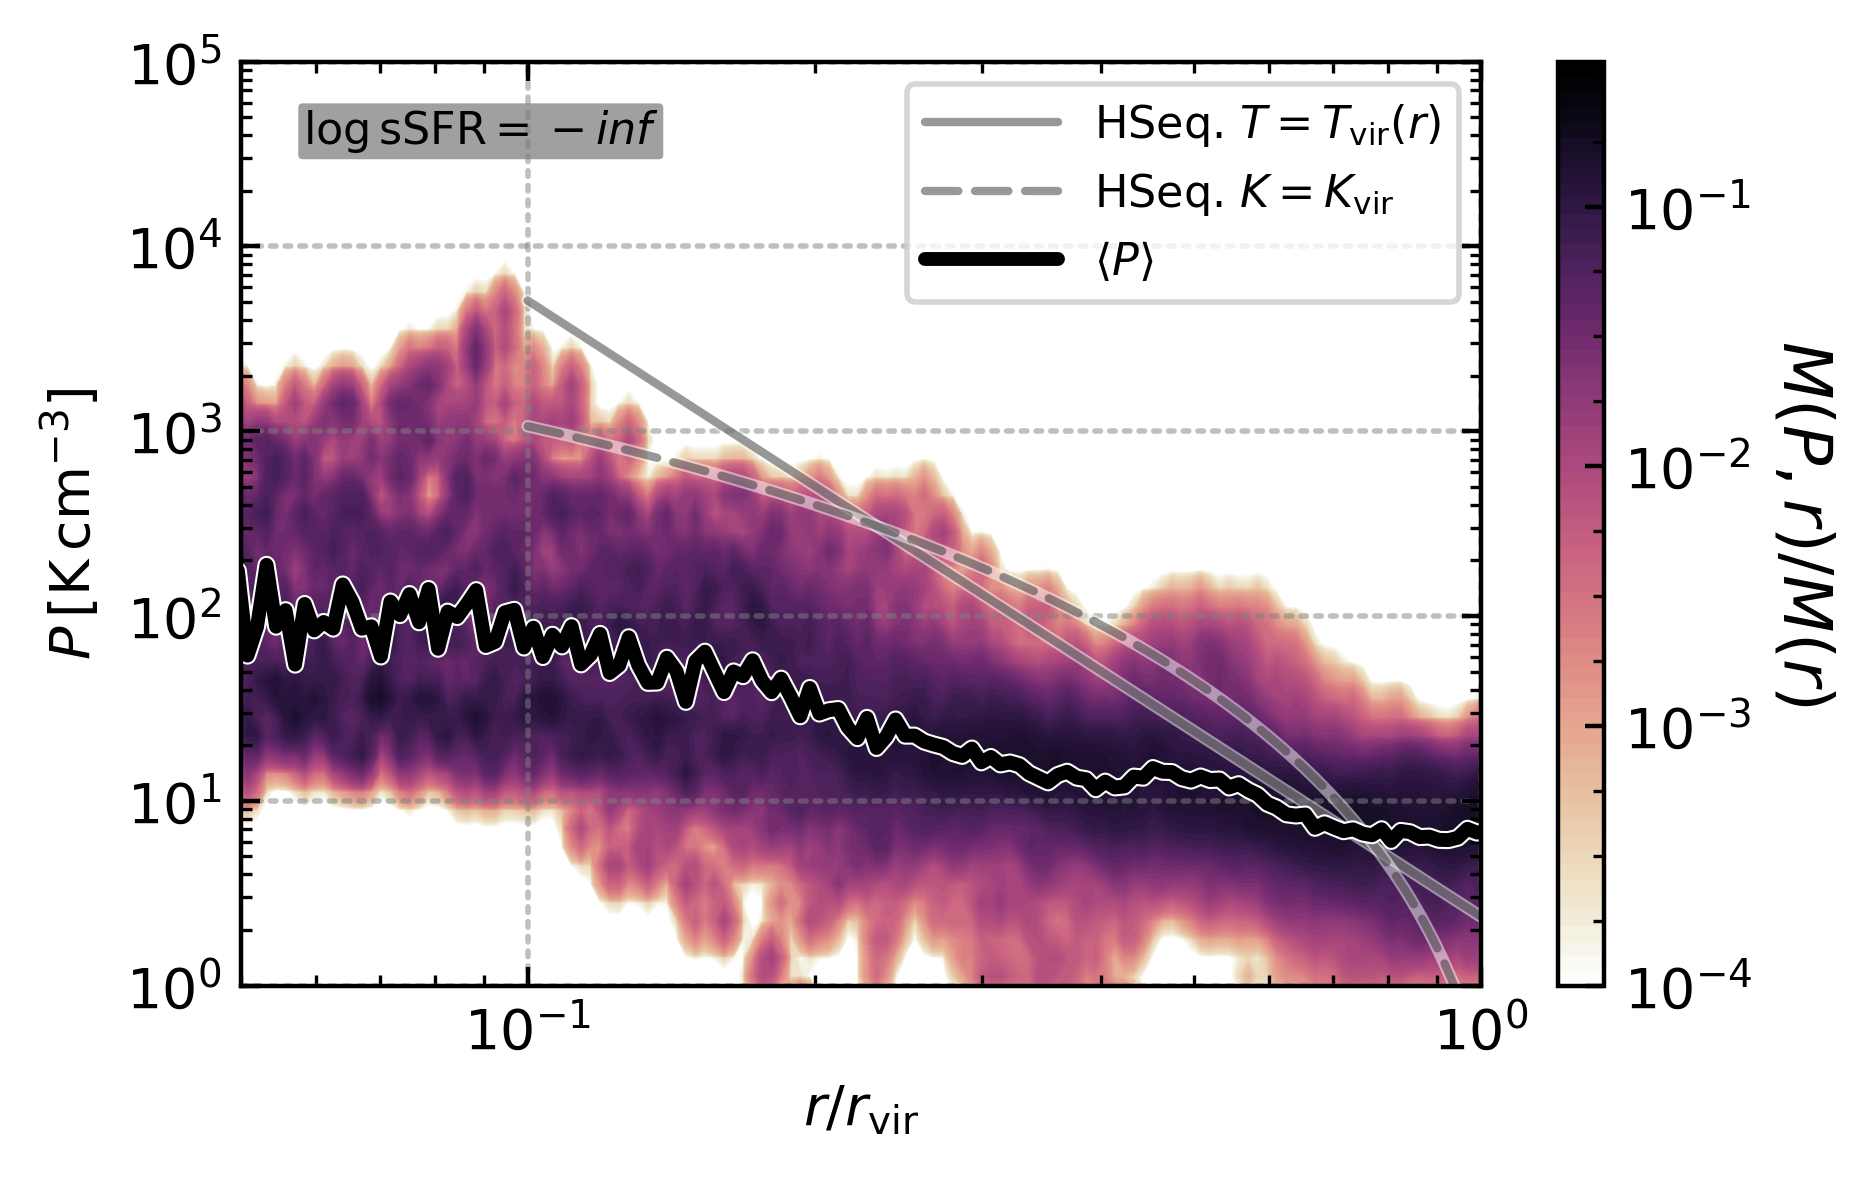 log sSFR = − inf
HSeq. T = T_vir(r)
HSeq. K = K_vir
⟨P⟩
10^5
10^4
10^3
10^2
10^1
10^0
P [K cm^−3]
10^−1
10^0
r/r_vir
10^−1
10^−2
10^−3
10^−4
M(P, r)/M(r)